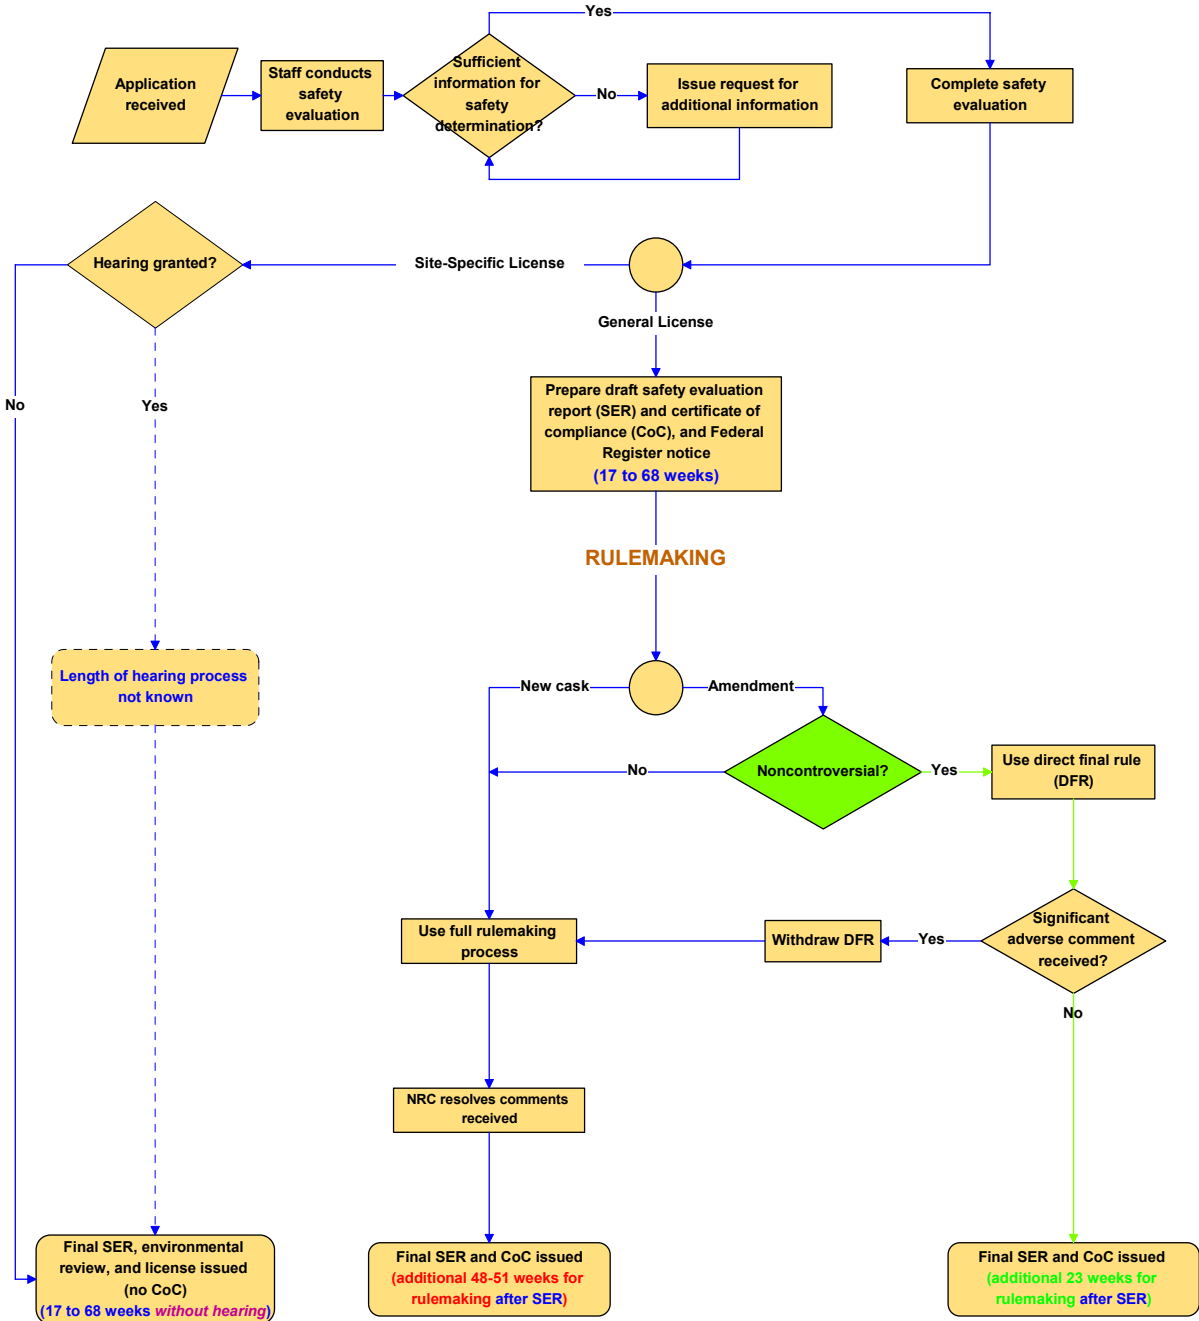 Yes
Application
received
Staff conducts
safety
evaluation
Sufficient
information for
safety
determination?
No
Issue request for
additional information
Complete safety
evaluation
Hearing granted?
Site-Specific License
General License
No
Yes
Prepare draft safety evaluation
report (SER) and certificate of
compliance (CoC), and Federal
Register notice
(17 to 68 weeks)
RULEMAKING
Length of hearing process
not known
New cask
Amendment
No
Noncontroversial?
Yes
Use direct final rule
(DFR)
Use full rulemaking
process
Withdraw DFR
Yes
Significant
adverse comment
received?
No
NRC resolves comments
received
Final SER, environmental
review, and license issued
(no CoC)
(17 to 68 weeks without hearing)
Final SER and CoC issued
(additional 48-51 weeks for
rulemaking after SER)
Final SER and CoC issued
(additional 23 weeks for
rulemaking after SER)